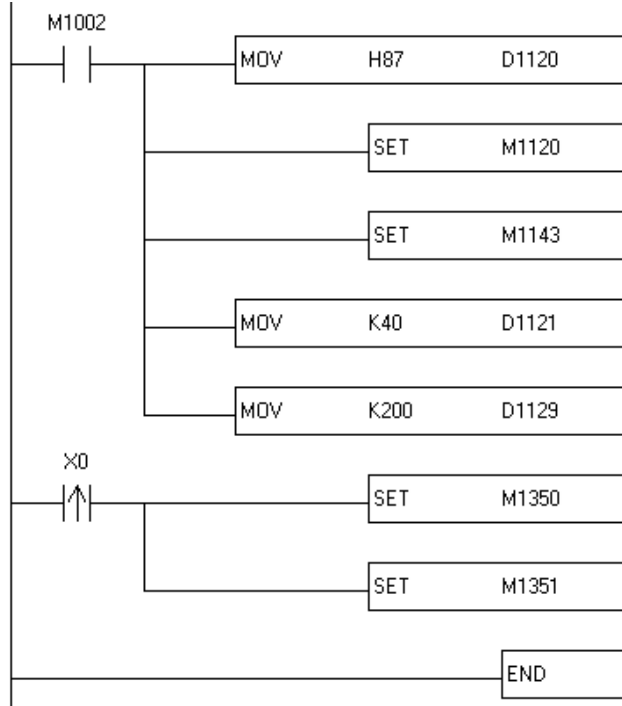 M1002
MOV H87 D1120
SET M1120
SET M1143
MOV K40 D1121
MOV K200 D1129
X0
SET M1350
SET M1351
END